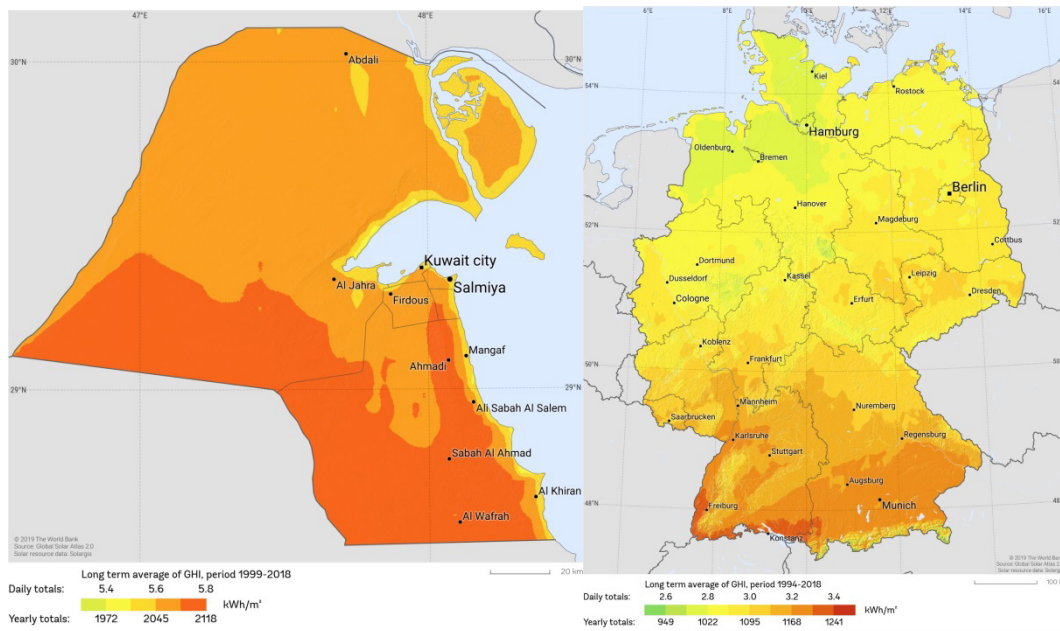 47°E
48°E
30°N
30°N
Abdali
Kuwait city
Al Jahra
Salmiya
Firdous
Mangaf
Ahmadi
29°N
29°N
Ali Sabah Al Salem
Sabah Al Ahmad
Al Khiran
Al Wafrah
© 2019 The World Bank
Source: Global Solar Atlas 2.0
Solar resource data: Solargis
20 km
Long term average of GHI, period 1999-2018
Daily totals: 5.4 5.6 5.8
kWh/m²
Yearly totals: 1972 2045 2118
6°E 8°E 10°E 12°E 14°E
54°N
54°N
Kiel
Rostock
Hamburg
Oldenburg
Bremen
Berlin
Hanover
52°N
Magdeburg
52°N
Cottbus
Dortmund
Dusseldorf
Kassel
Leipzig
Cologne
Erfurt
Dresden
Koblenz
50°N
Frankfurt
50°N
Mannheim
Nuremberg
Saarbrucken
Karlsruhe
Regensburg
Stuttgart
Augsburg
48°N
Freiburg
Munich
48°N
Konstanz
© 2019 The World Bank
Source: Global Solar Atlas 2.0
Solar resource data: Solargis
100
Long term average of GHI, period 1994-2018
Daily totals: 2.6 2.8 3.0 3.2 3.4
kWh/m²
Yearly totals: 949 1022 1095 1168 1241